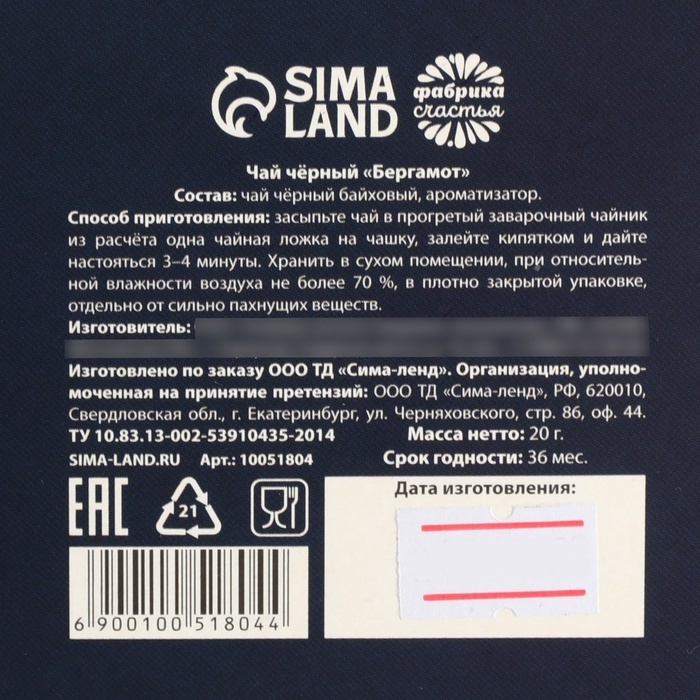 SIMA
LAND
фабрика
счастья
Чай чёрный «Бергамот»
Состав: чай чёрный байховый, ароматизатор.
Способ приготовления: засыпьте чай в прогретый заварочный чайник
из расчёта одна чайная ложка на чашку, залейте кипятком и дайте
настояться 3–4 минуты. Хранить в сухом помещении, при относитель-
ной влажности воздуха не более 70 %, в плотно закрытой упаковке,
отдельно от сильно пахнущих веществ.
Изготовитель:
Изготовлено по заказу ООО ТД «Сима-ленд». Организация, уполно-
моченная на принятие претензий: ООО ТД «Сима-ленд», РФ, 620010,
Свердловская обл., г. Екатеринбург, ул. Черняховского, стр. 86, оф. 44.
ТУ 10.83.13-002-53910435-2014 Масса нетто: 20 г.
SIMA-LAND.RU Арт.: 10051804 Срок годности: 36 мес.
EAC 21 Дата изготовления:
6 900100 518044